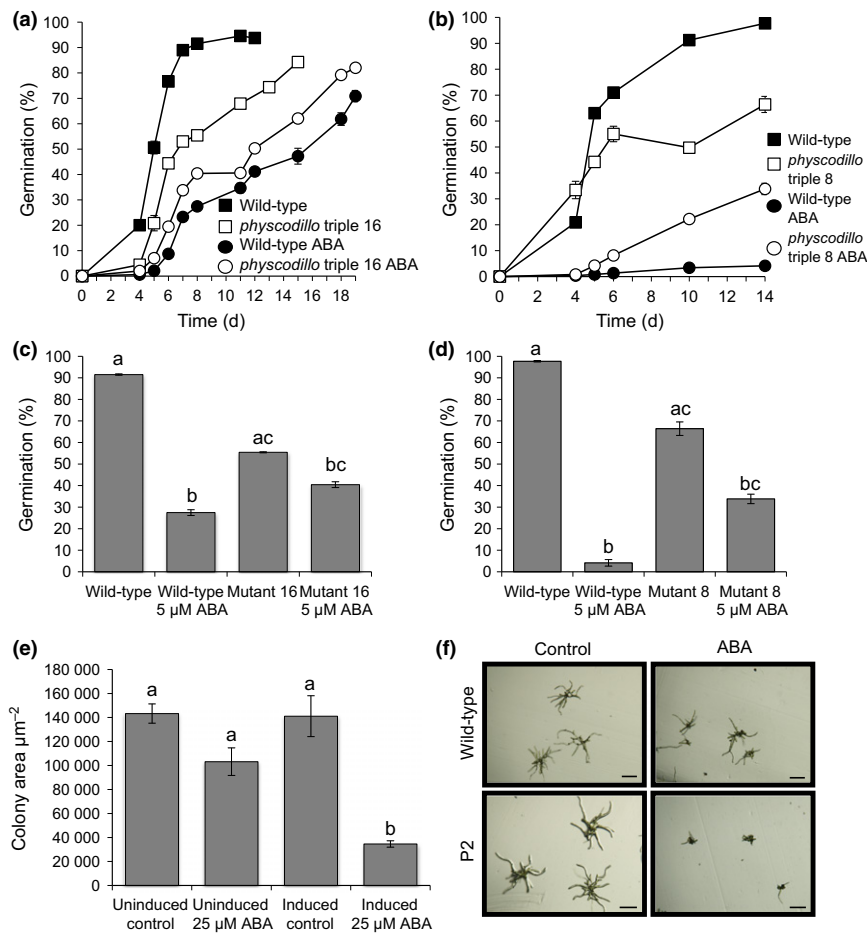 (a)
100
90
80
70
60
50
40
30
20
10
0
Germination (%)
0 2 4 6 8 10 12 14 16 18
Time (d)
Wild-type
physcodillo triple 16
Wild-type ABA
physcodillo triple 16 ABA
(b)
100
90
80
70
60
50
40
30
20
10
0
Germination (%)
0 2 4 6 8 10 12 14
Time (d)
Wild-type
physcodillo
triple 8
Wild-type
ABA
physcodillo
triple 8 ABA
(c)
100
90
80
70
60
50
40
30
20
10
0
Germination (%)
a
b
ac
bc
Wild-type
Wild-type
5 µM ABA
Mutant 16
Mutant 16
5 µM ABA
(d)
100
90
80
70
60
50
40
30
20
10
0
Germination (%)
a
b
ac
bc
Wild-type
Wild-type
5 µM ABA
Mutant 8
Mutant 8
5 µM ABA
(e)
180 000
160 000
140 000
120 000
100 000
80 000
60 000
40 000
20 000
0
Colony area µm⁻²
a
a
a
b
Uninduced
control
Uninduced
25 µM ABA
Induced
control
Induced
25 µM ABA
(f)
Control
ABA
Wild-type
P2